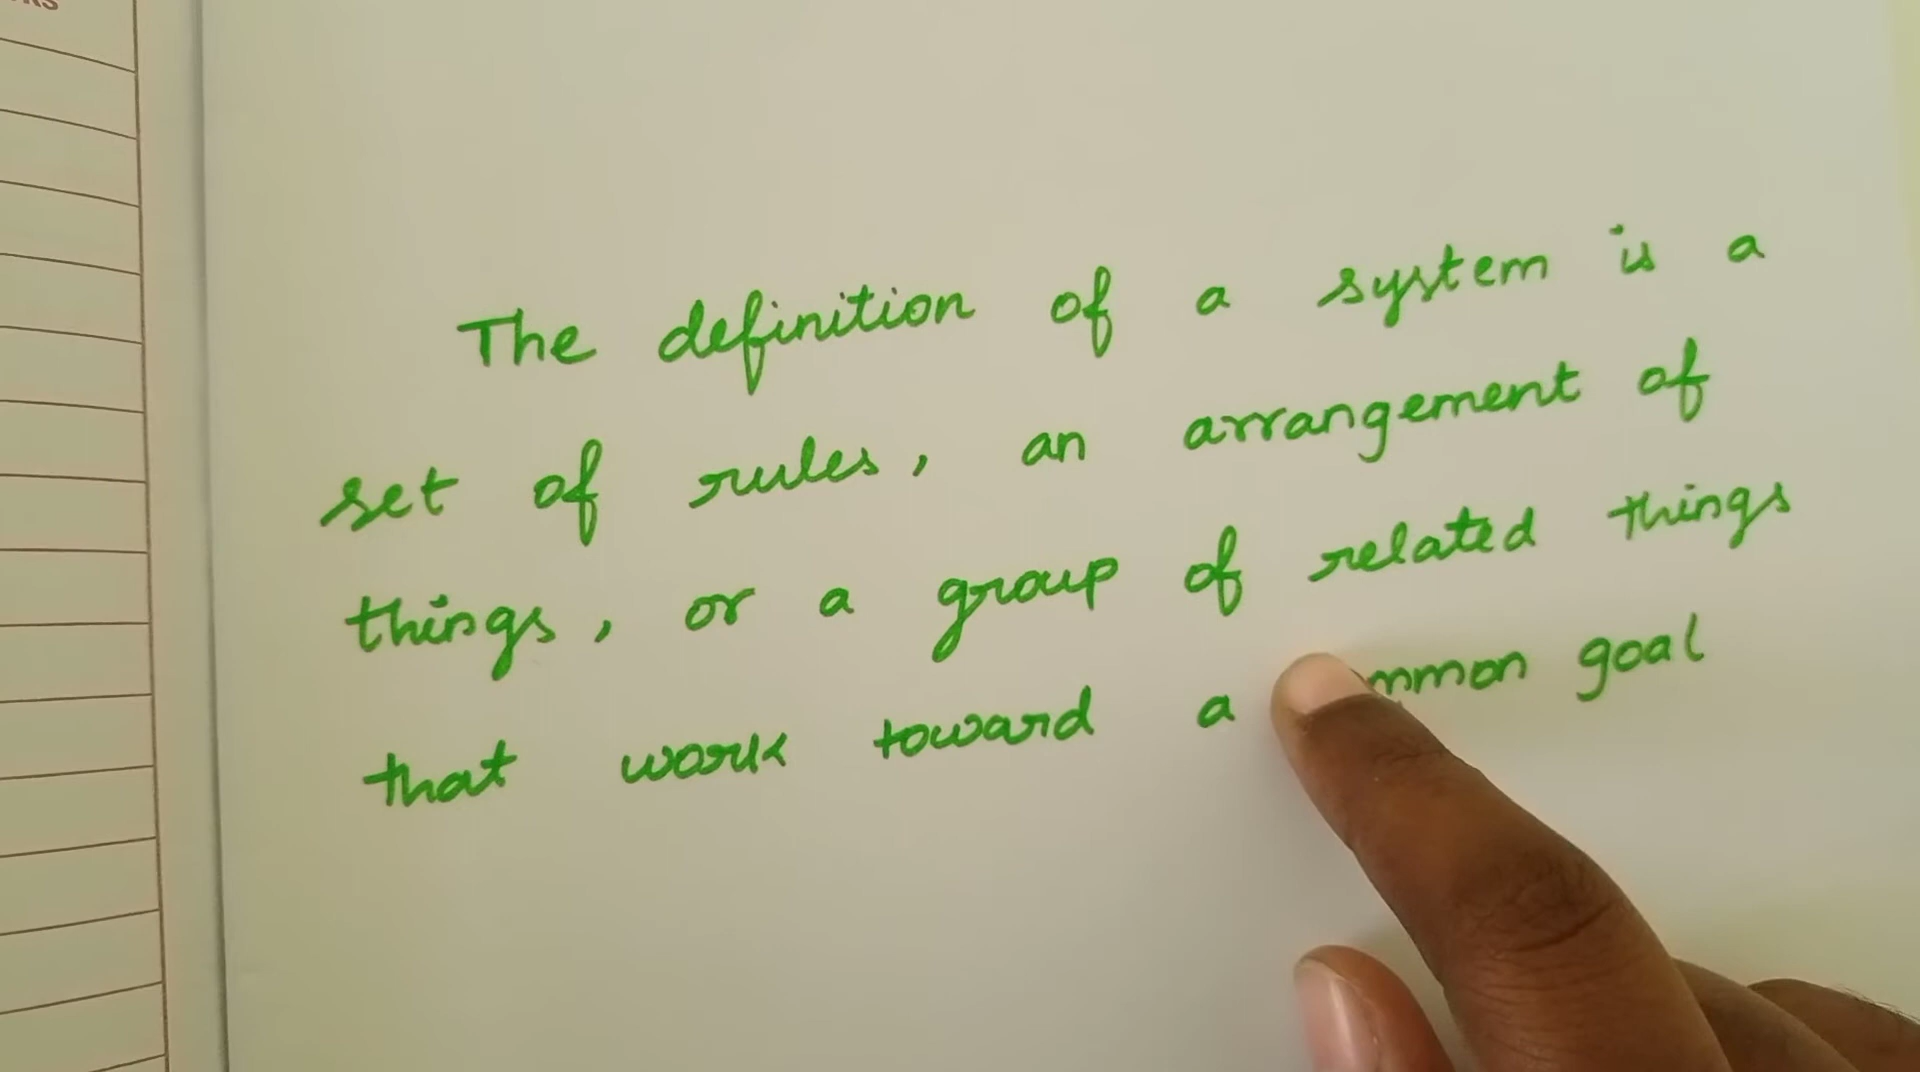 The definition of a system is a
set of rules, an arrangement of
things, or a group of related things
that work toward a mmon goal